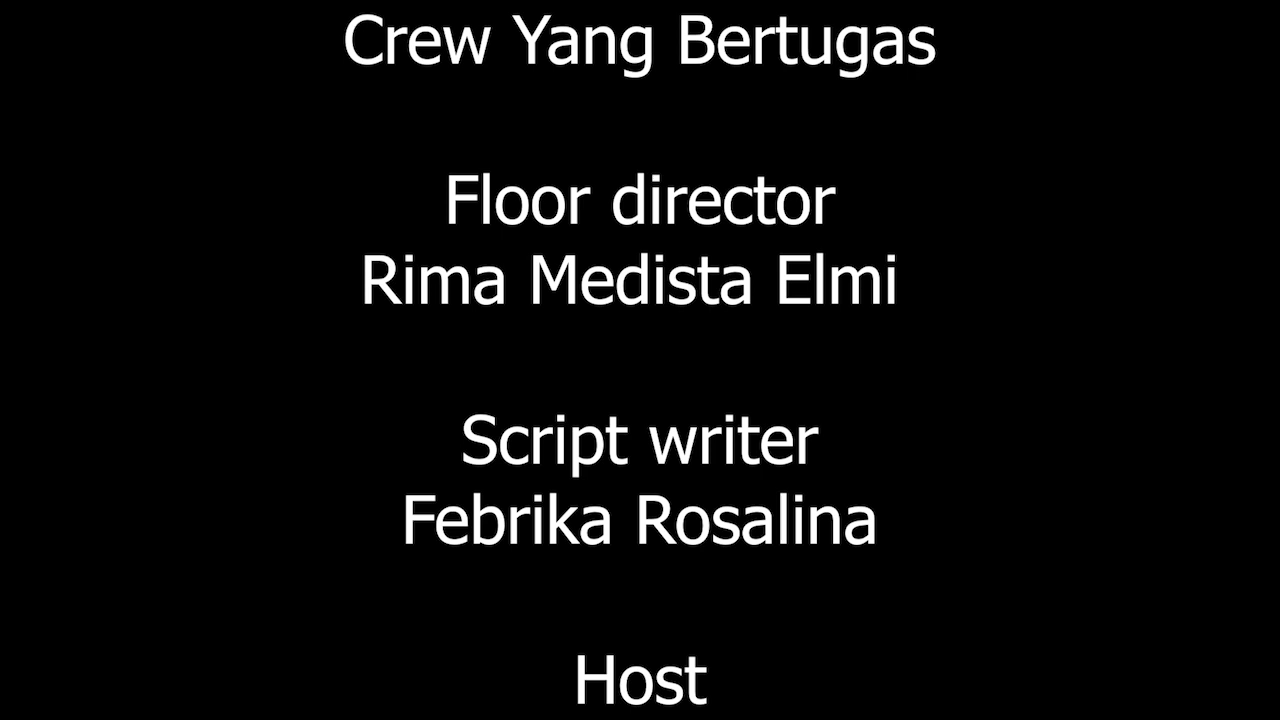 Crew Yang Bertugas
Floor director
Rima Medista Elmi
Script writer
Febrika Rosalina
Host